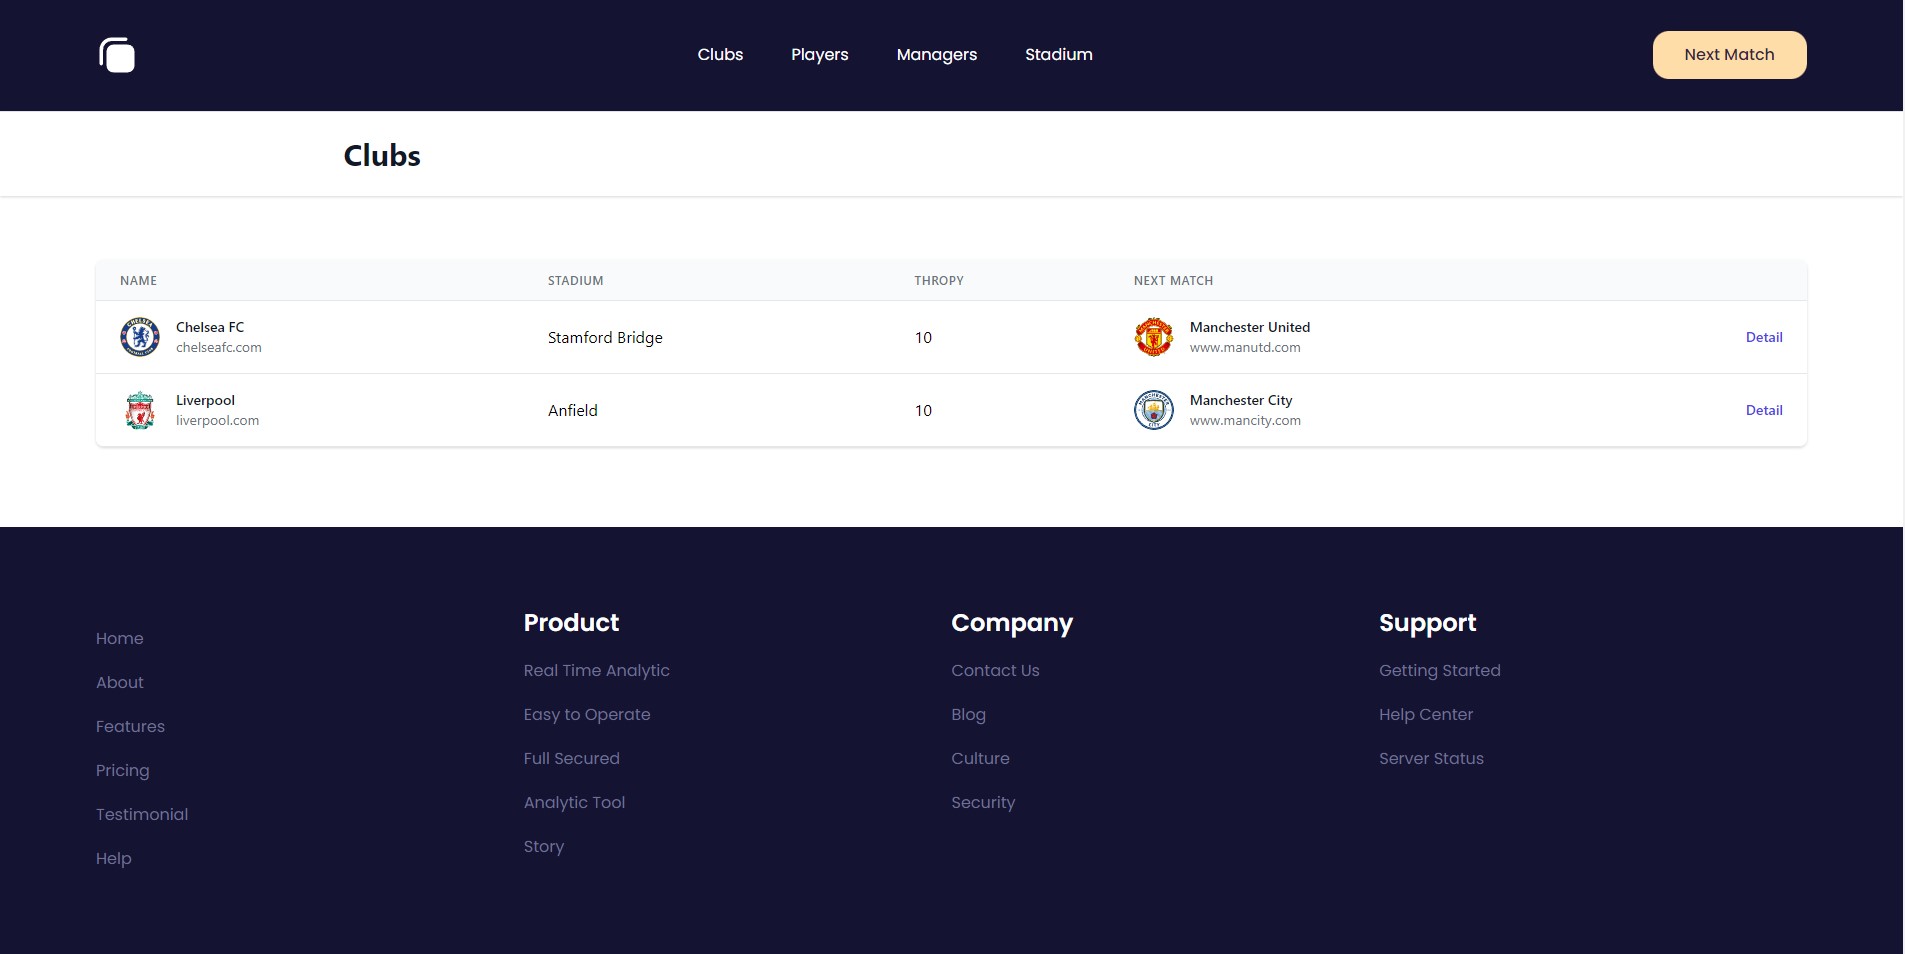 Clubs Players Managers Stadium Next Match
Clubs
NAME STADIUM THROPY NEXT MATCH
Chelsea FC
chelseafc.com
Stamford Bridge
10
Manchester United
www.manutd.com
Detail
Liverpool
liverpool.com
Anfield
10
Manchester City
www.mancity.com
Detail
Home
About
Features
Pricing
Testimonial
Help
Product
Real Time Analytic
Easy to Operate
Full Secured
Analytic Tool
Story
Company
Contact Us
Blog
Culture
Security
Support
Getting Started
Help Center
Server Status